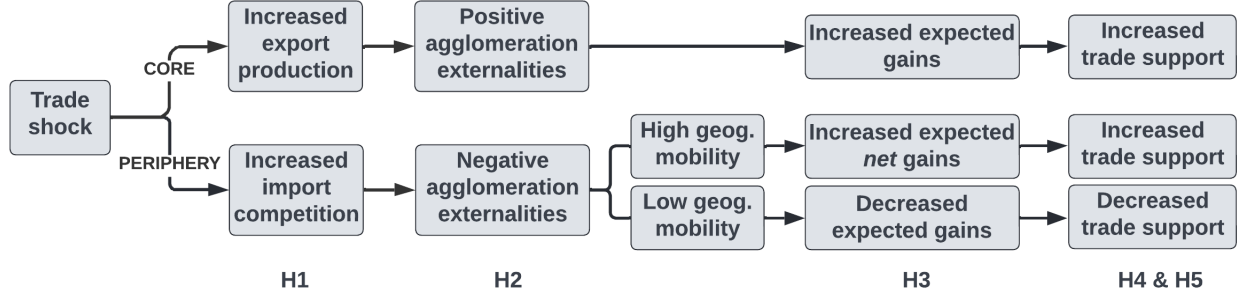 Trade
shock
CORE
PERIPHERY
Increased
export
production
Positive
agglomeration
externalities
Increased expected
gains
Increased
trade support
Increased
import
competition
Negative
agglomeration
externalities
High geog.
mobility
Increased expected
net gains
Increased
trade support
Low geog.
mobility
Decreased
expected gains
Decreased
trade support
H1
H2
H3
H4 & H5